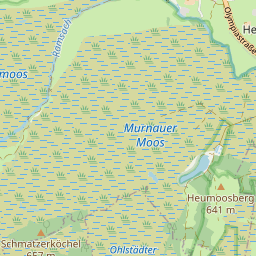 Ramsach
Olympiastraße
He
moos
Murnauer
Moos
Heumoosberg
641 m
Schmatzerköchel
657 m
Ohlstädter